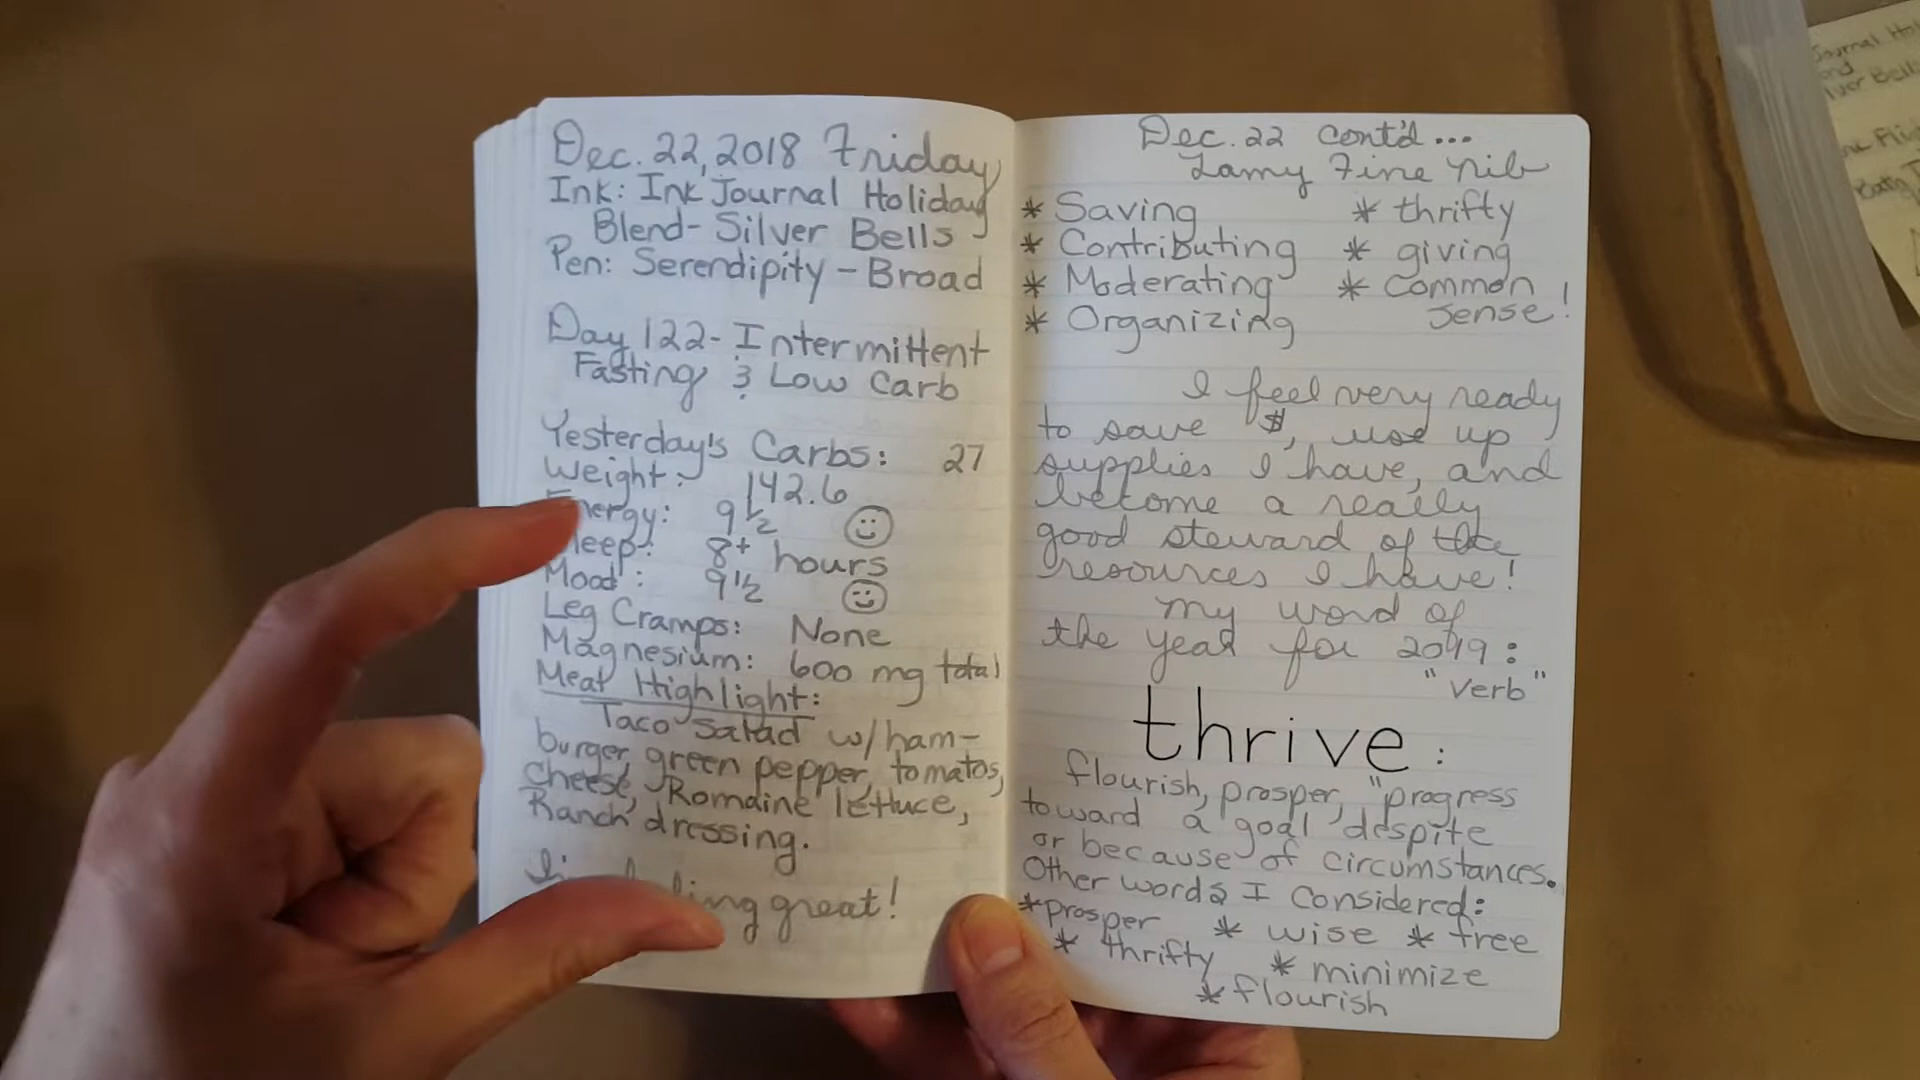 Dec. 22, 2018 Friday
Ink: Ink Journal Holiday
Blend - Silver Bells
Pen: Serendipity - Broad
Day 122 - Intermittent
Fasting & Low Carb
Yesterday's Carbs: 27
Weight: 142.6
Energy: 9 1/2 ☺
Sleep: 8+ hours
Mood: 9 1/2 ☺
Leg Cramps: None
Magnesium: 600 mg total
Meat Highlight:
Taco Salad w/ham-
burger, green pepper, tomatos,
Cheese, Romaine lettuce,
Ranch dressing.
great!
Dec. 22 cont'd...
Lamy Fine Nib
* Saving * thrifty
* Contributing * giving
* Moderating * Common
* Organizing sense!
I feel very ready
to save $, use up
supplies I have, and
become a really
good steward of the
resources I have!
My word of
the year for 2019:
"verb"
thrive:
flourish, prosper, "progress
toward a goal despite
or because of circumstances.
Other words I Considered:
* prosper * wise * free
* thrifty * minimize
* flourish
Journal